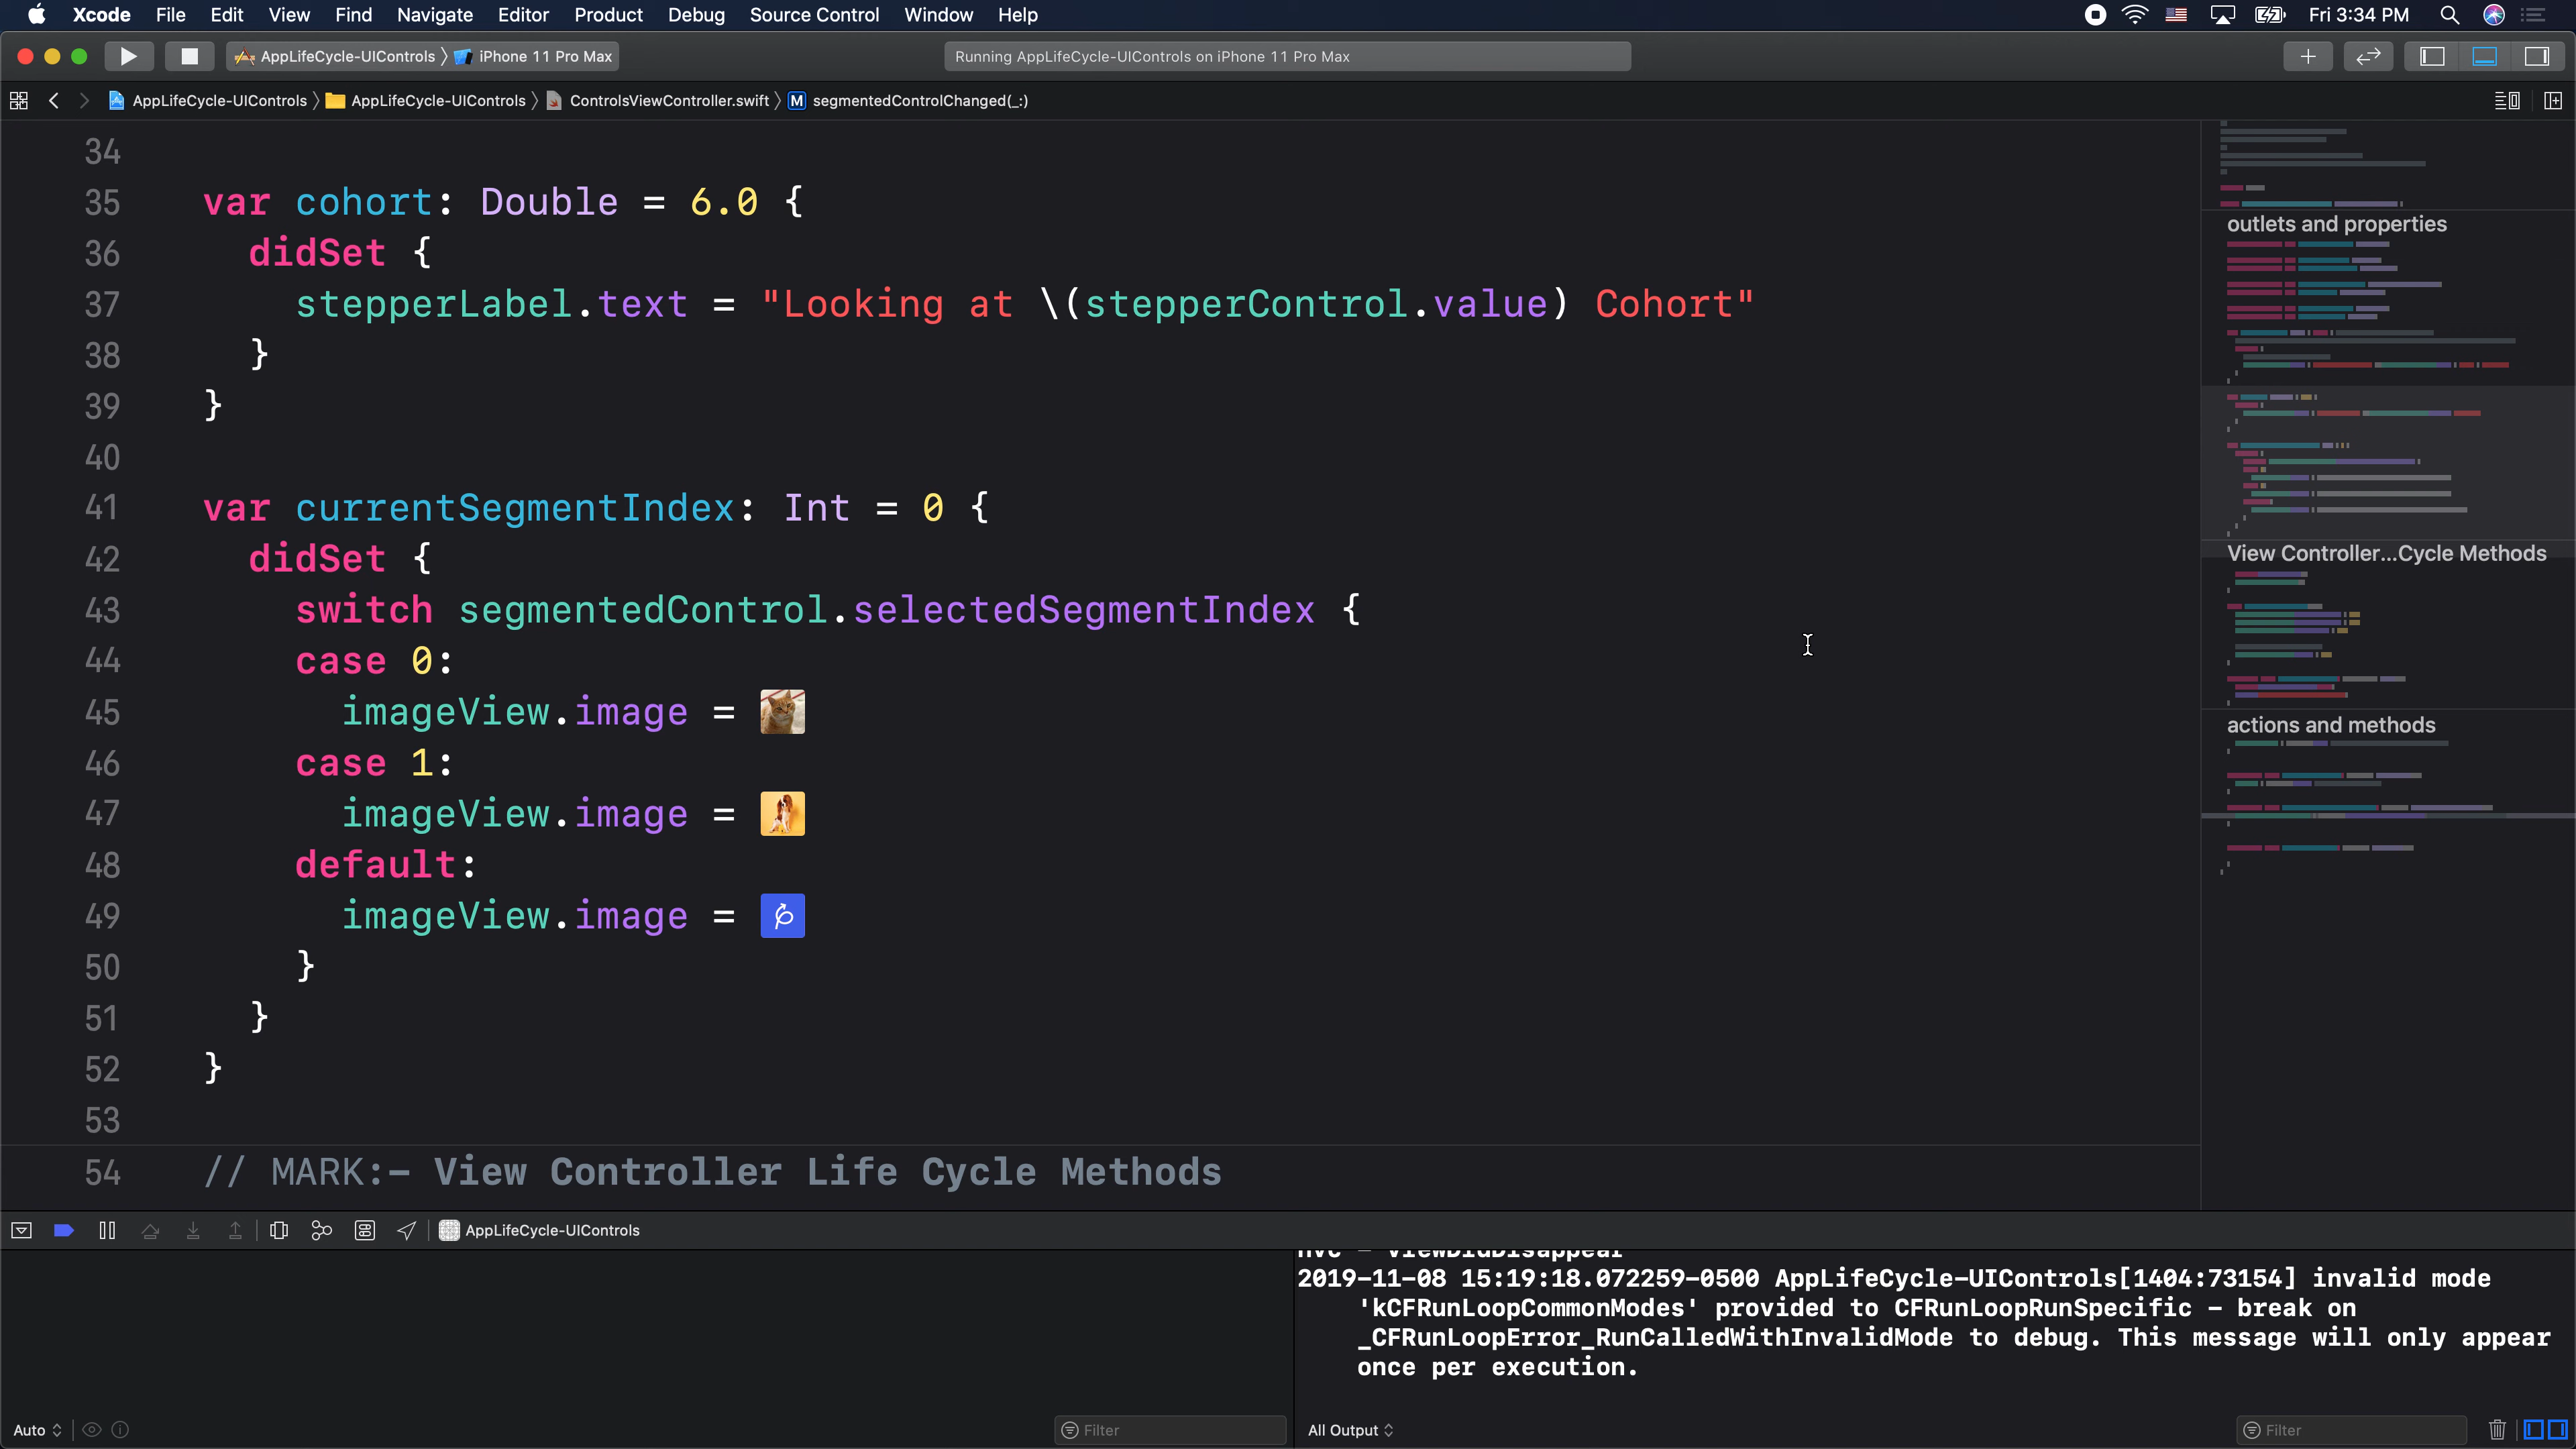 Xcode File Edit View Find Navigate Editor Product Debug Source Control Window Help Fri 3:34 PM
AppLifeCycle-UIControls iPhone 11 Pro Max Running AppLifeCycle-UIControls on iPhone 11 Pro Max
AppLifeCycle-UIControls AppLifeCycle-UIControls ControlsViewController.swift M segmentedControlChanged(_:)
34
35 var cohort: Double = 6.0 {
36 didSet {
37 stepperLabel.text = "Looking at \(stepperControl.value) Cohort"
38 }
39 }
40
41 var currentSegmentIndex: Int = 0 {
42 didSet {
43 switch segmentedControl.selectedSegmentIndex {
44 case 0:
45 imageView.image =
46 case 1:
47 imageView.image =
48 default:
49 imageView.image =
50 }
51 }
52 }
53
54 // MARK:- View Controller Life Cycle Methods
outlets and properties
View Controller...Cycle Methods
actions and methods
AppLifeCycle-UIControls
viewDidDisappear
2019-11-08 15:19:18.072259-0500 AppLifeCycle-UIControls[1404:73154] invalid mode
'kCFRunLoopCommonModes' provided to CFRunLoopRunSpecific - break on
_CFRunLoopError_RunCalledWithInvalidMode to debug. This message will only appear
once per execution.
Auto Filter All Output Filter